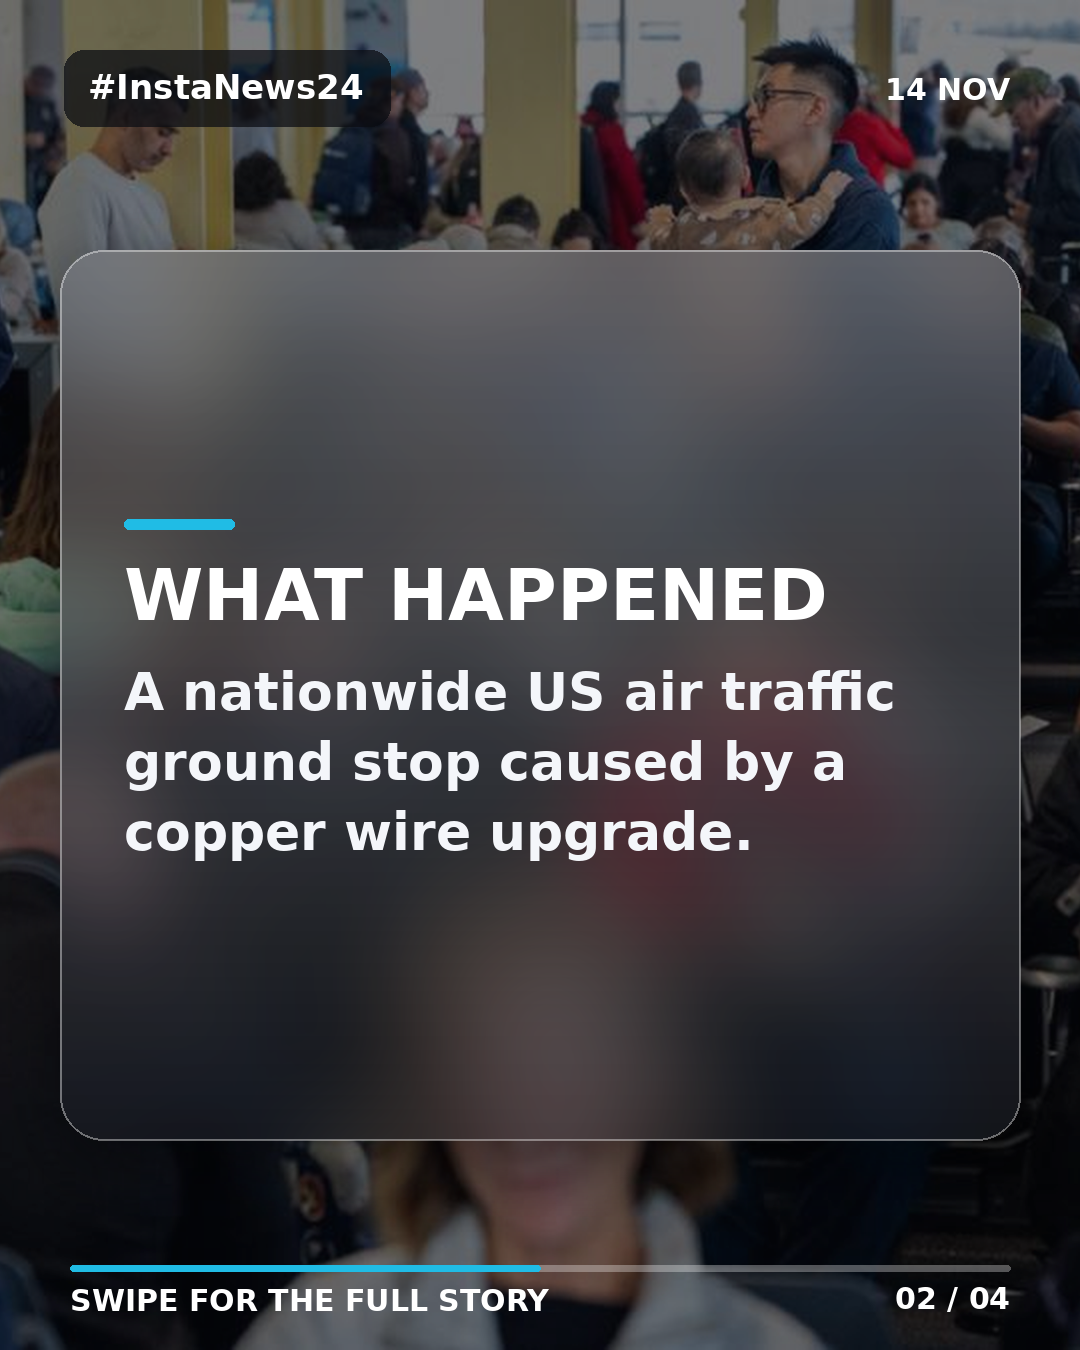 #InstaNews24
14 NOV
WHAT HAPPENED
A nationwide US air traffic
ground stop caused by a
copper wire upgrade.
SWIPE FOR THE FULL STORY
02 / 04